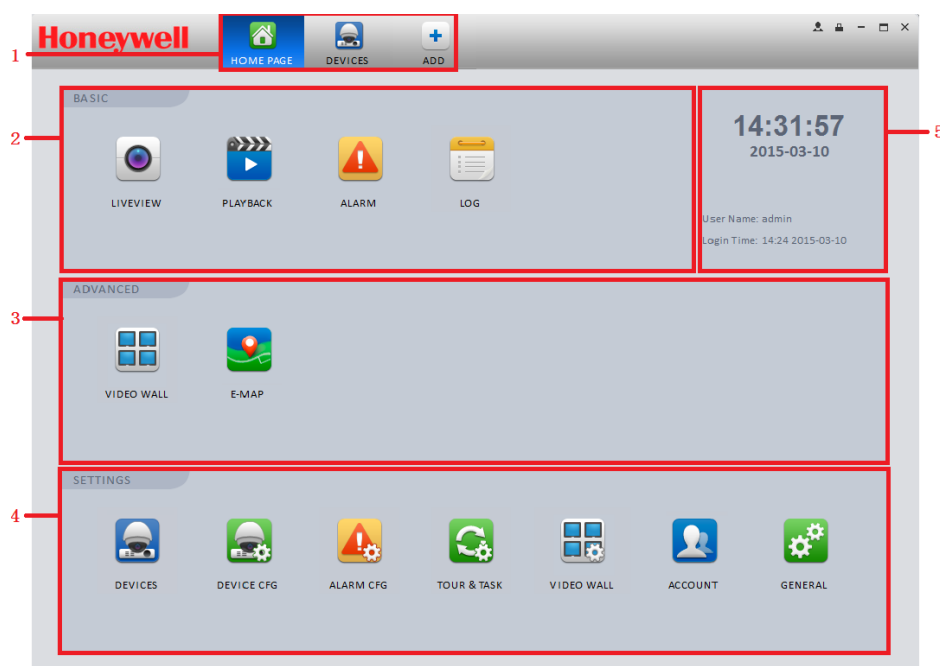 Honeywell
HOME PAGE
DEVICES
ADD
1
BASIC
2
LIVEVIEW
PLAYBACK
ALARM
LOG
14:31:57
2015-03-10
User Name: admin
Login Time: 14:24 2015-03-10
5
ADVANCED
3
VIDEO WALL
E-MAP
SETTINGS
4
DEVICES
DEVICE CFG
ALARM CFG
TOUR & TASK
VIDEO WALL
ACCOUNT
GENERAL